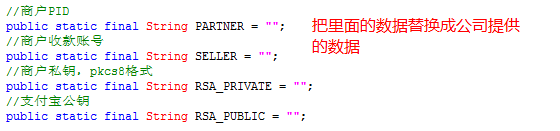 //商户PID
public static final String PARTNER = "";
//商户收款账号
public static final String SELLER = "";
//商户私钥，pkcs8格式
public static final String RSA_PRIVATE = "";
//支付宝公钥
public static final String RSA_PUBLIC = "";
把里面的数据替换成公司提供
的数据